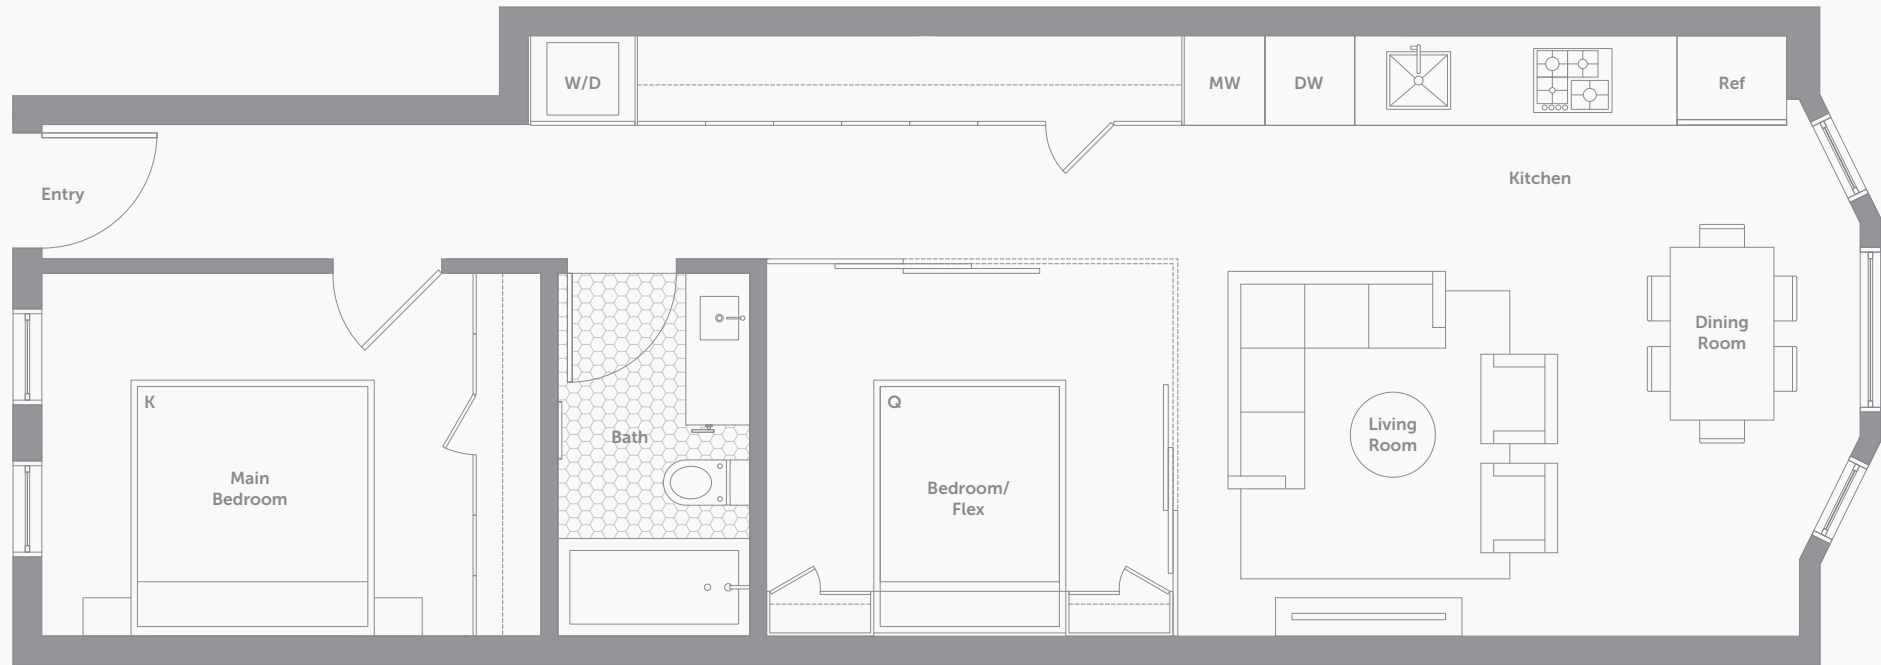 W/D
MW
DW
Ref
Entry
Kitchen
Dining
Room
K
Q
Bath
Living
Room
Main
Bedroom
Bedroom/
Flex